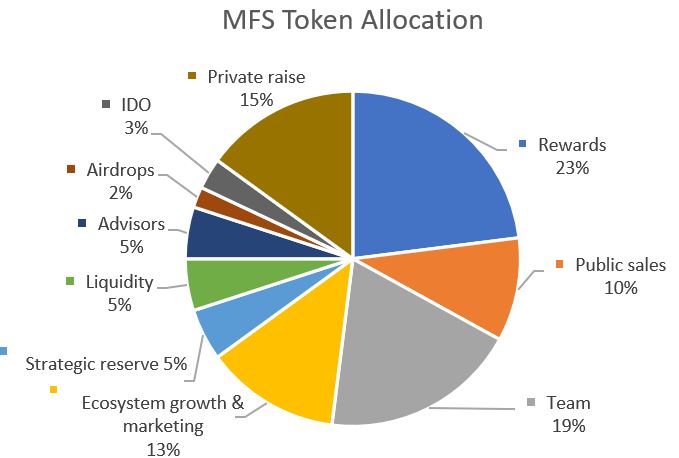 MFS Token Allocation
Private raise
15%
IDO
3%
Rewards
23%
Airdrops
2%
Advisors
5%
Public sales
10%
Liquidity
5%
Strategic reserve 5%
Ecosystem growth &
marketing
13%
Team
19%